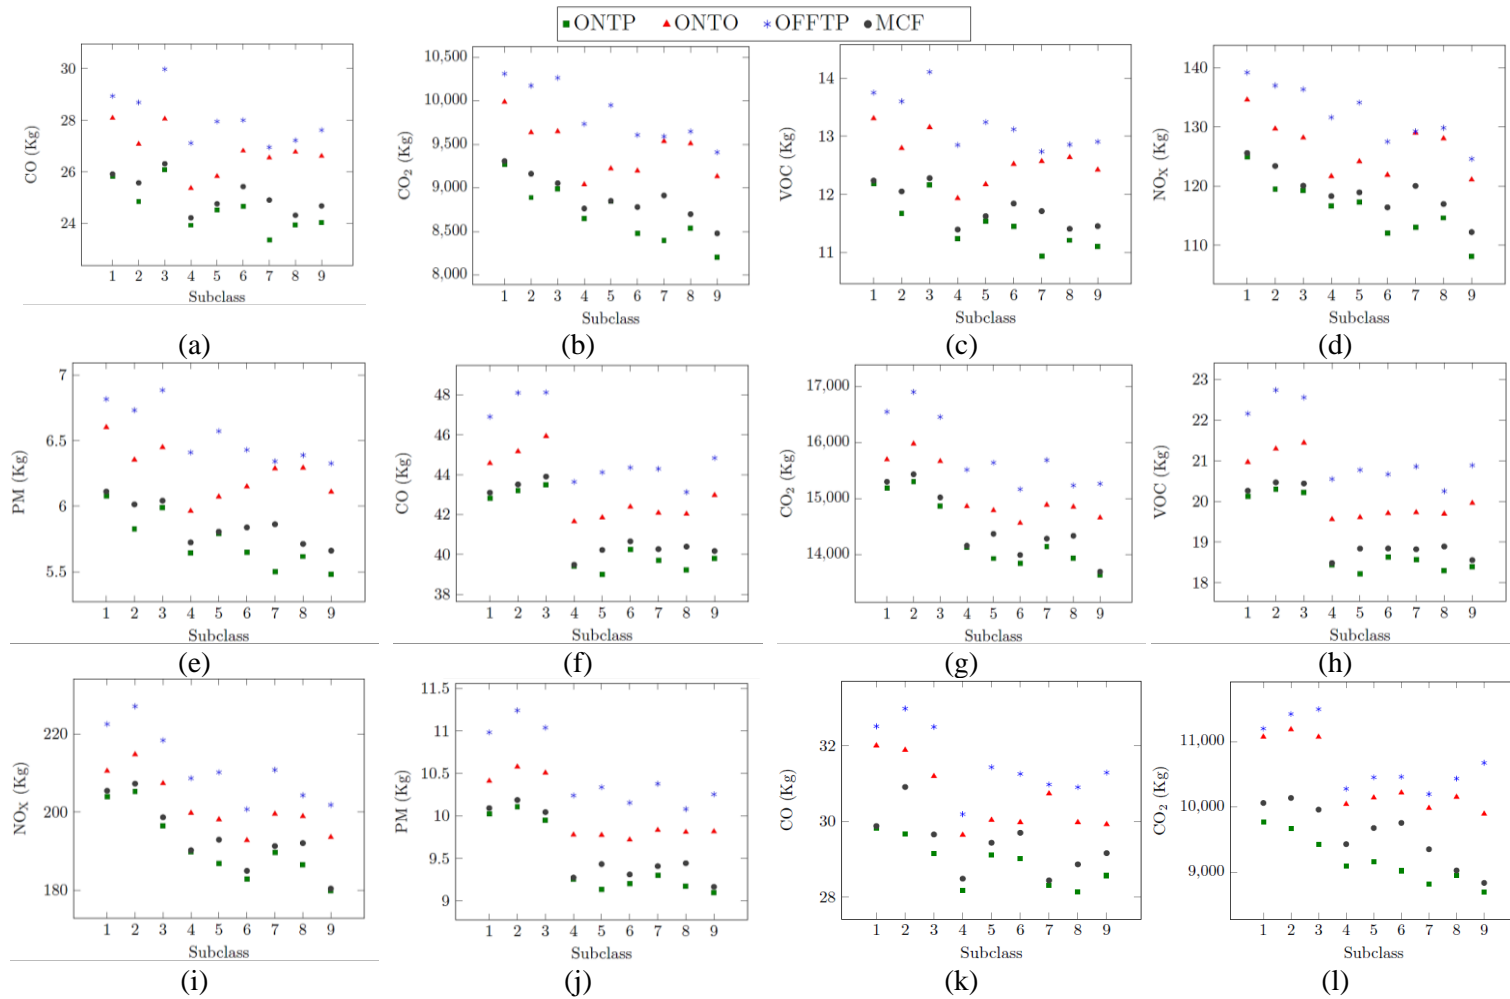 ONTP ONTO OFFTP MCF
30
28
26
24
CO (Kg)
1 2 3 4 5 6 7 8 9
Subclass
(a)
10,500
10,000
9,500
9,000
8,500
8,000
CO2 (Kg)
1 2 3 4 5 6 7 8 9
Subclass
(b)
14
13
12
11
VOC (Kg)
1 2 3 4 5 6 7 8 9
Subclass
(c)
140
130
120
110
NOX (Kg)
1 2 3 4 5 6 7 8 9
Subclass
(d)
7
6.5
6
5.5
PM (Kg)
1 2 3 4 5 6 7 8 9
Subclass
(e)
48
46
44
42
40
38
CO (Kg)
1 2 3 4 5 6 7 8 9
Subclass
(f)
17,000
16,000
15,000
14,000
CO2 (Kg)
1 2 3 4 5 6 7 8 9
Subclass
(g)
23
22
21
20
19
18
VOC (Kg)
1 2 3 4 5 6 7 8 9
Subclass
(h)
220
200
180
NOX (Kg)
1 2 3 4 5 6 7 8 9
Subclass
(i)
11.5
11
10.5
10
9.5
9
PM (Kg)
1 2 3 4 5 6 7 8 9
Subclass
(j)
32
30
28
CO (Kg)
1 2 3 4 5 6 7 8 9
Subclass
(k)
11,000
10,000
9,000
CO2 (Kg)
1 2 3 4 5 6 7 8 9
Subclass
(l)